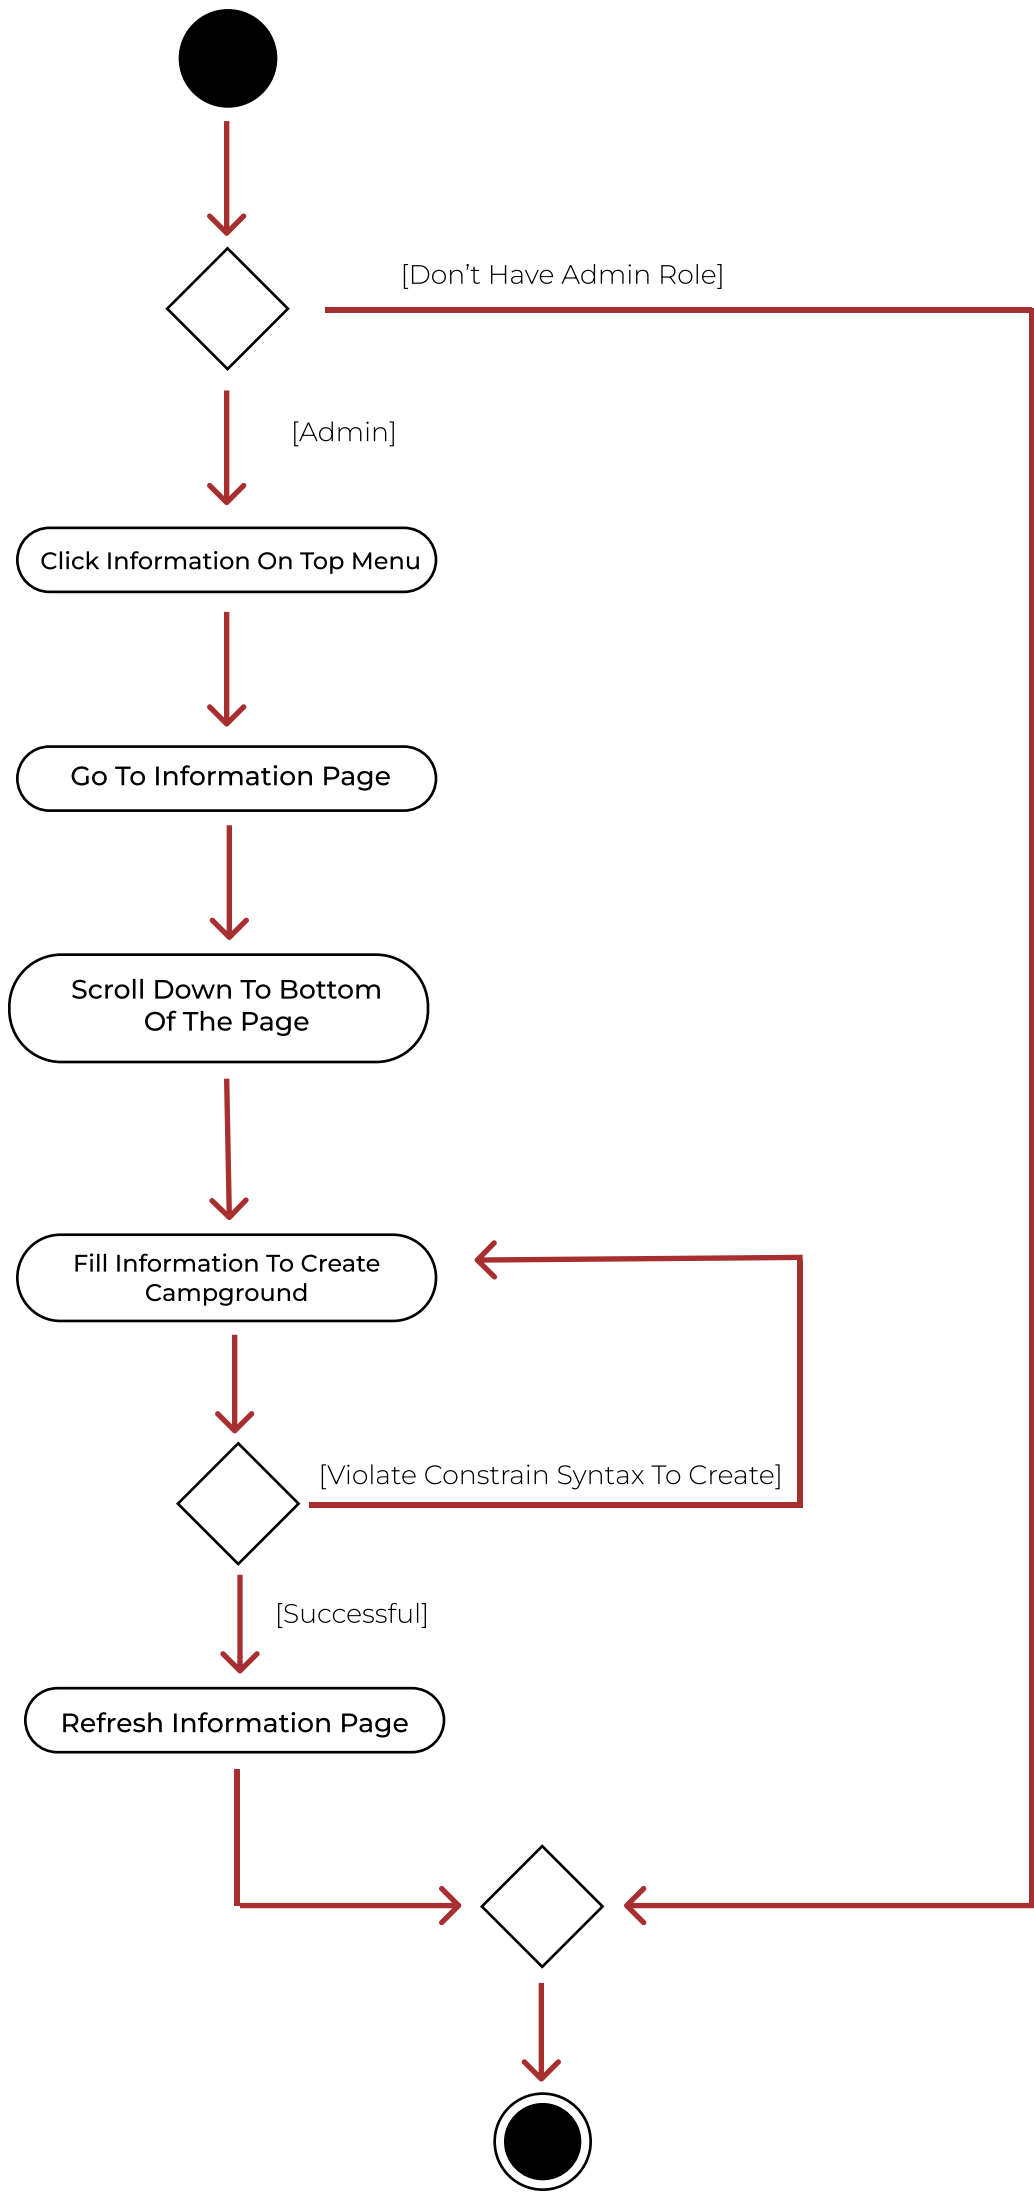 [Don't Have Admin Role]
[Admin]
Click Information On Top Menu
Go To Information Page
Scroll Down To Bottom
Of The Page
Fill Information To Create
Campground
[Violate Constrain Syntax To Create]
[Successful]
Refresh Information Page